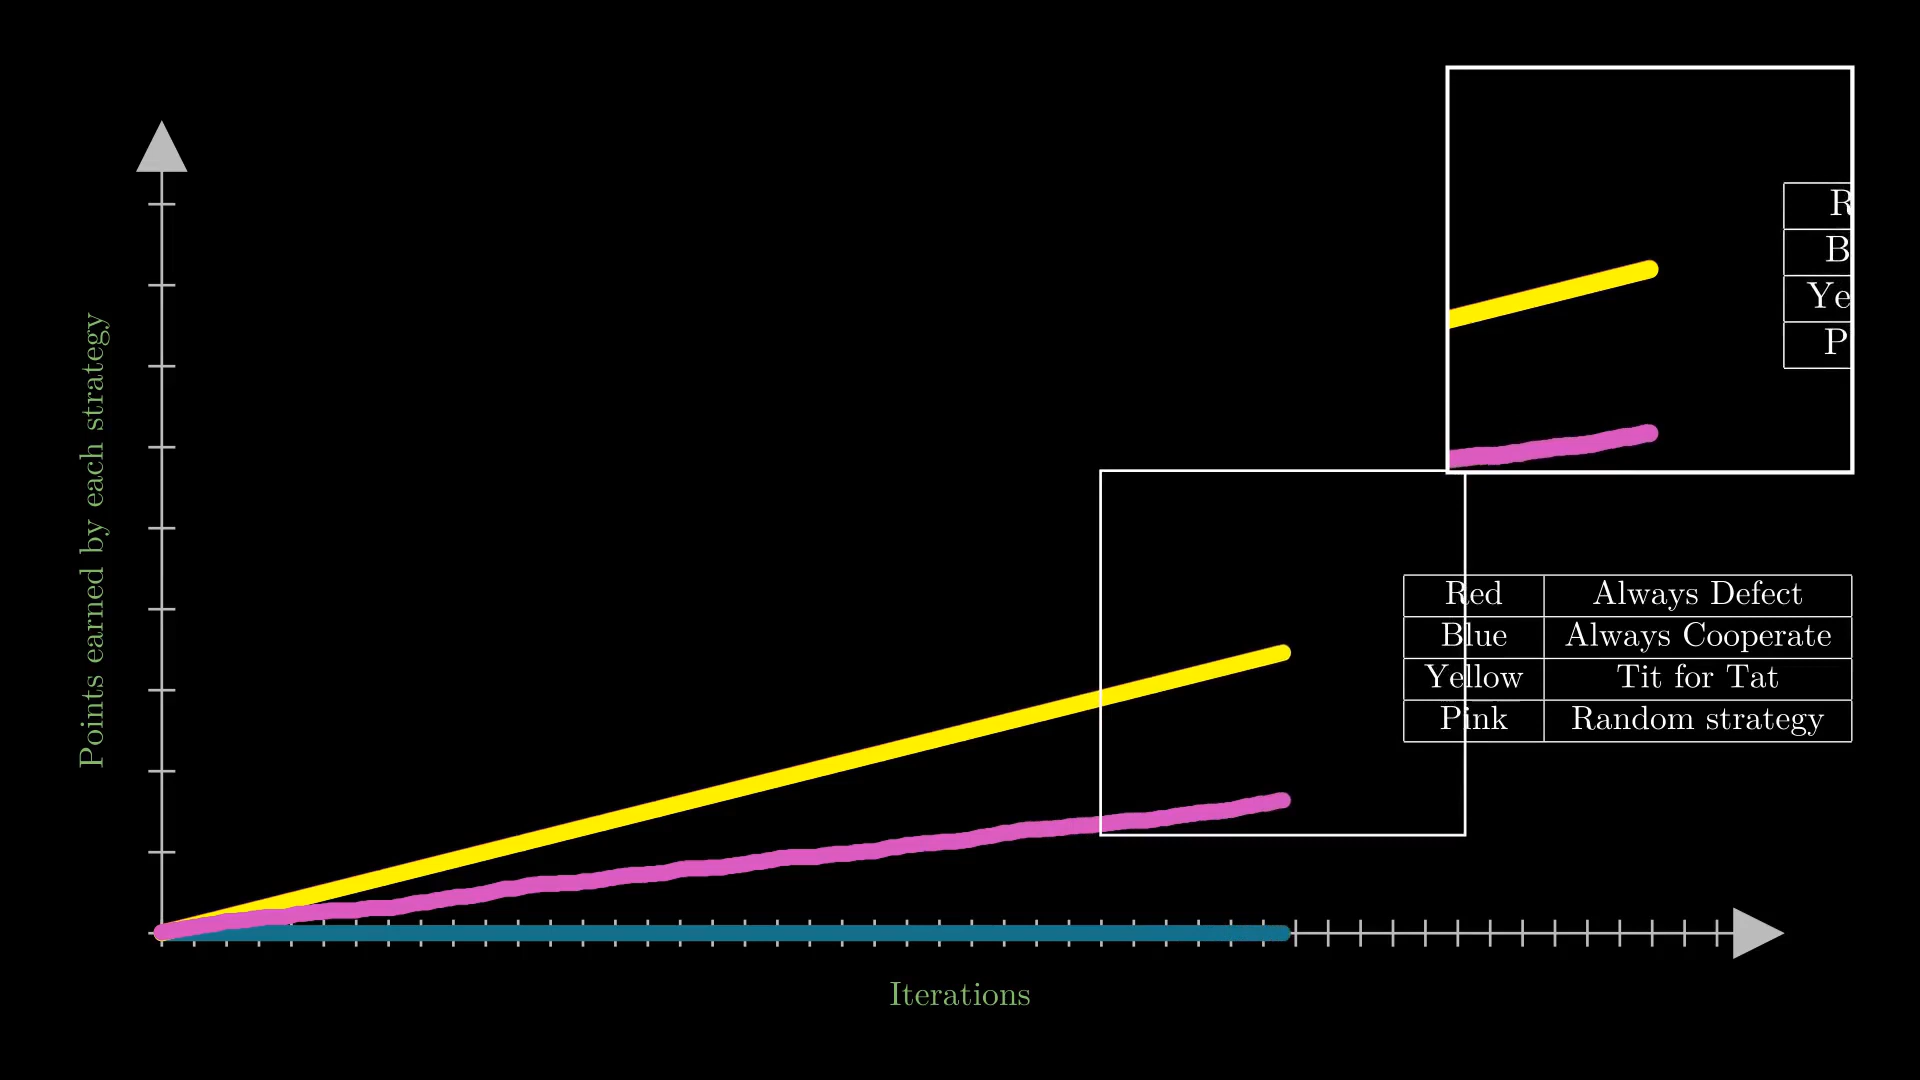 R
B
Ye
P
Points earned by each strategy
Red Always Defect
Blue Always Cooperate
Yellow Tit for Tat
Pink Random strategy
Iterations